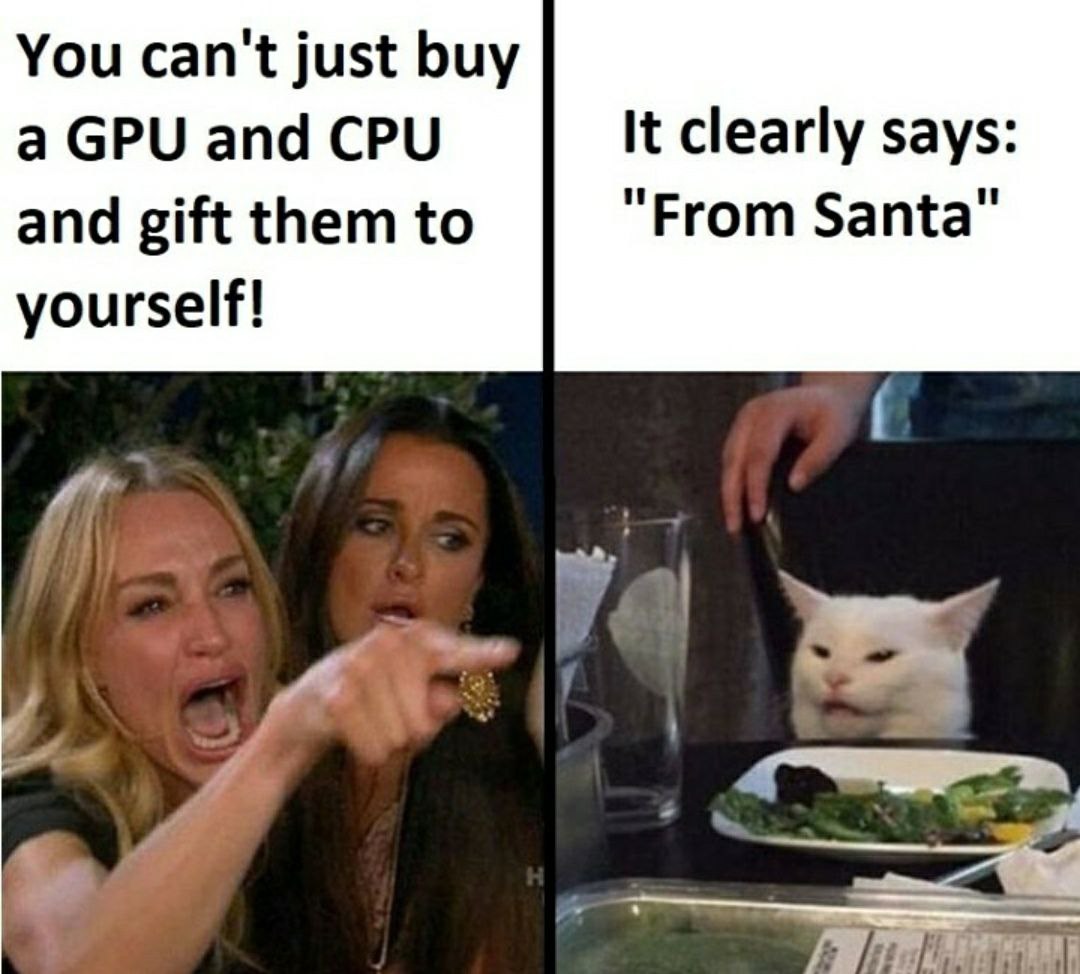 You can't just buy
a GPU and CPU
and gift them to
yourself!
It clearly says:
"From Santa"
H